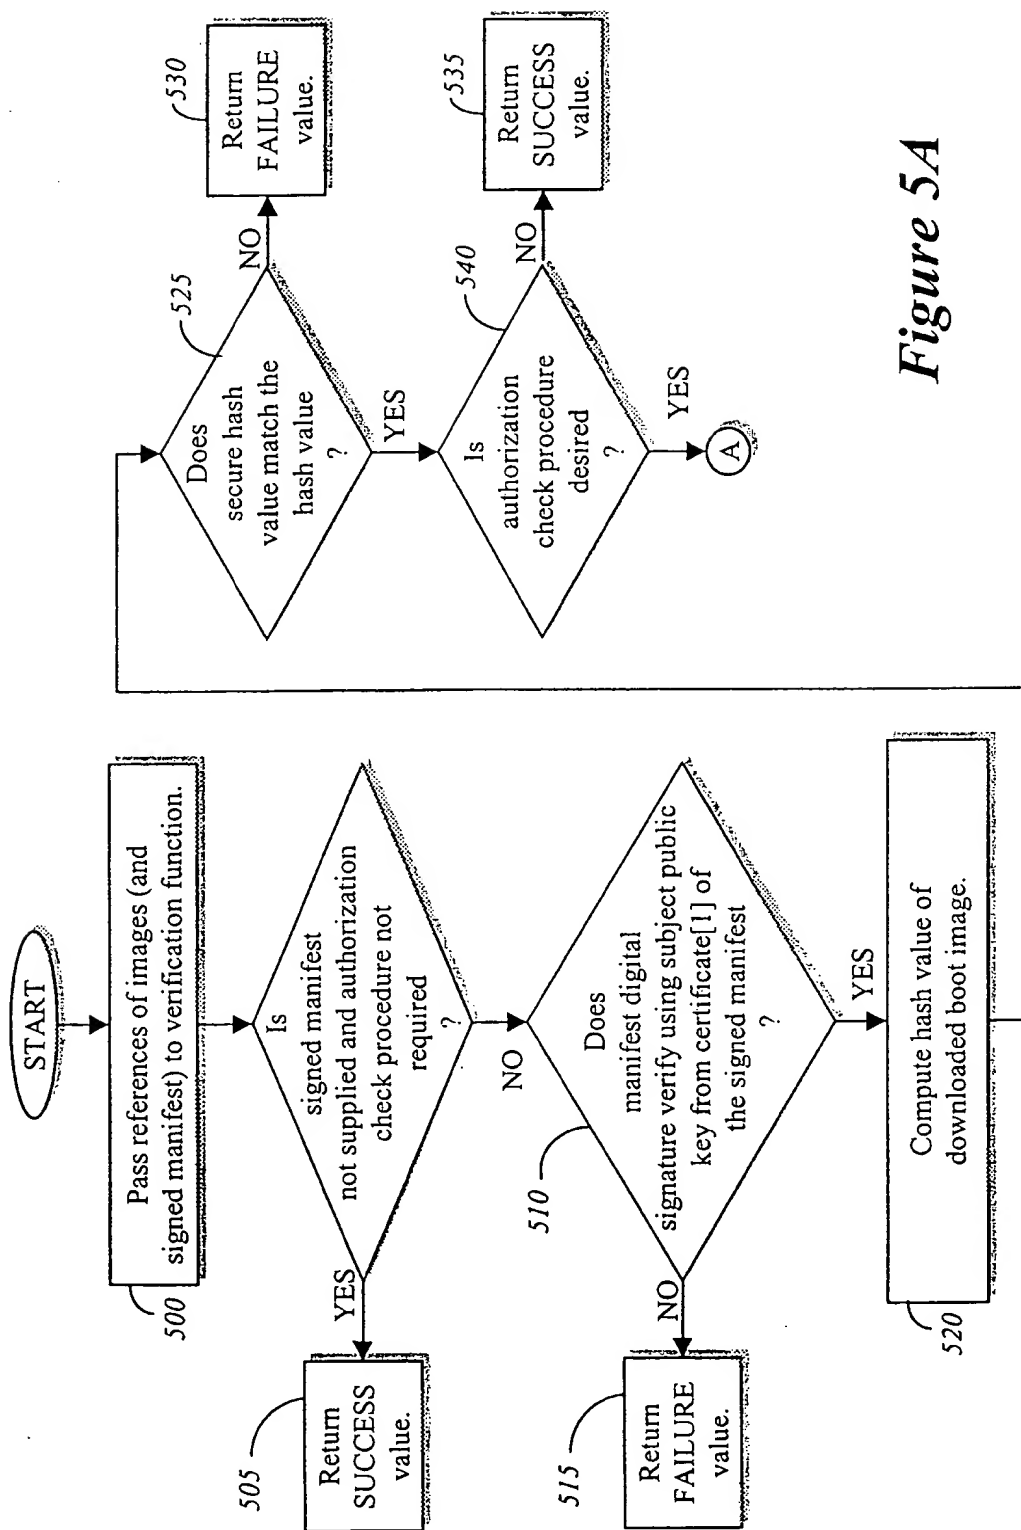 START
Pass references of images (and
signed manifest) to verification function.
500
Is
signed manifest
not supplied and authorization
check procedure not
required
?
YES
505
Return
SUCCESS
value.
NO
510
Does
manifest digital
signature verify using subject public
key from certificate[1] of
the signed manifest
?
NO
515
Return
FAILURE
value.
YES
Compute hash value of
downloaded boot image.
520
Does
secure hash
value match the
hash value
?
525
NO
530
Return
FAILURE
value.
YES
Is
authorization
check procedure
desired
?
540
NO
535
Return
SUCCESS
value.
YES
A
Figure 5A